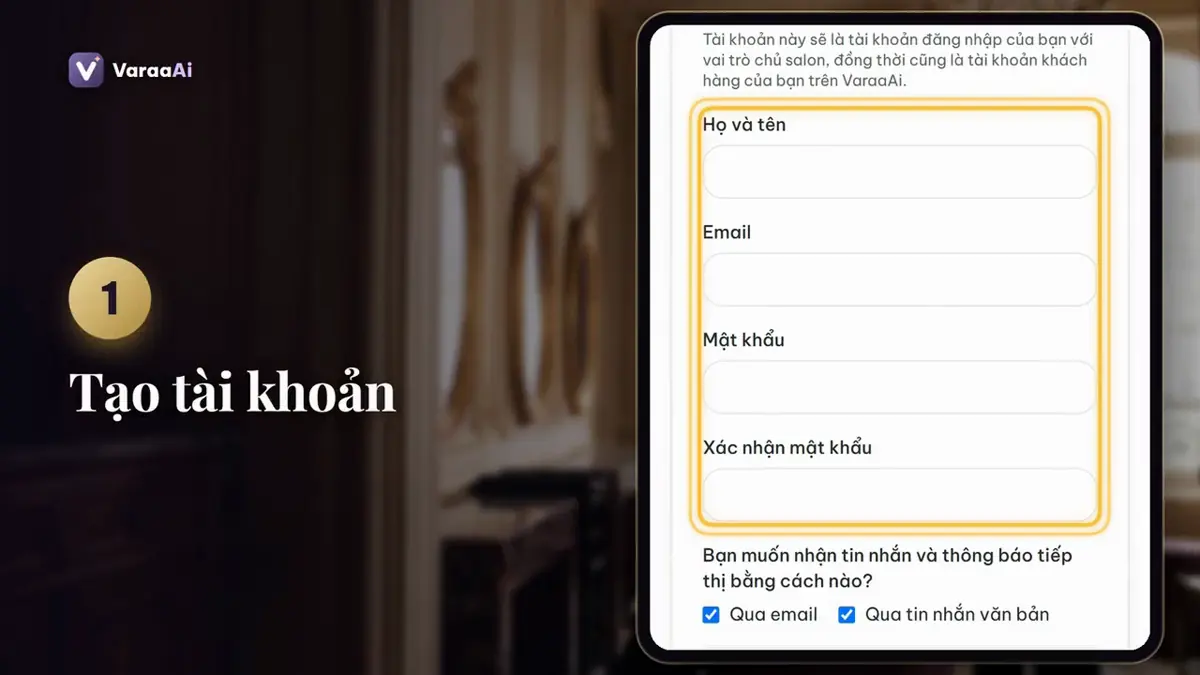 VaraaAi
1
Tạo tài khoản
Tài khoản này sẽ là tài khoản đăng nhập của bạn với
vai trò chủ salon, đồng thời cũng là tài khoản khách
hàng của bạn trên VaraaAi.
Họ và tên
Email
Mật khẩu
Xác nhận mật khẩu
Bạn muốn nhận tin nhắn và thông báo tiếp
thị bằng cách nào?
Qua email Qua tin nhắn văn bản